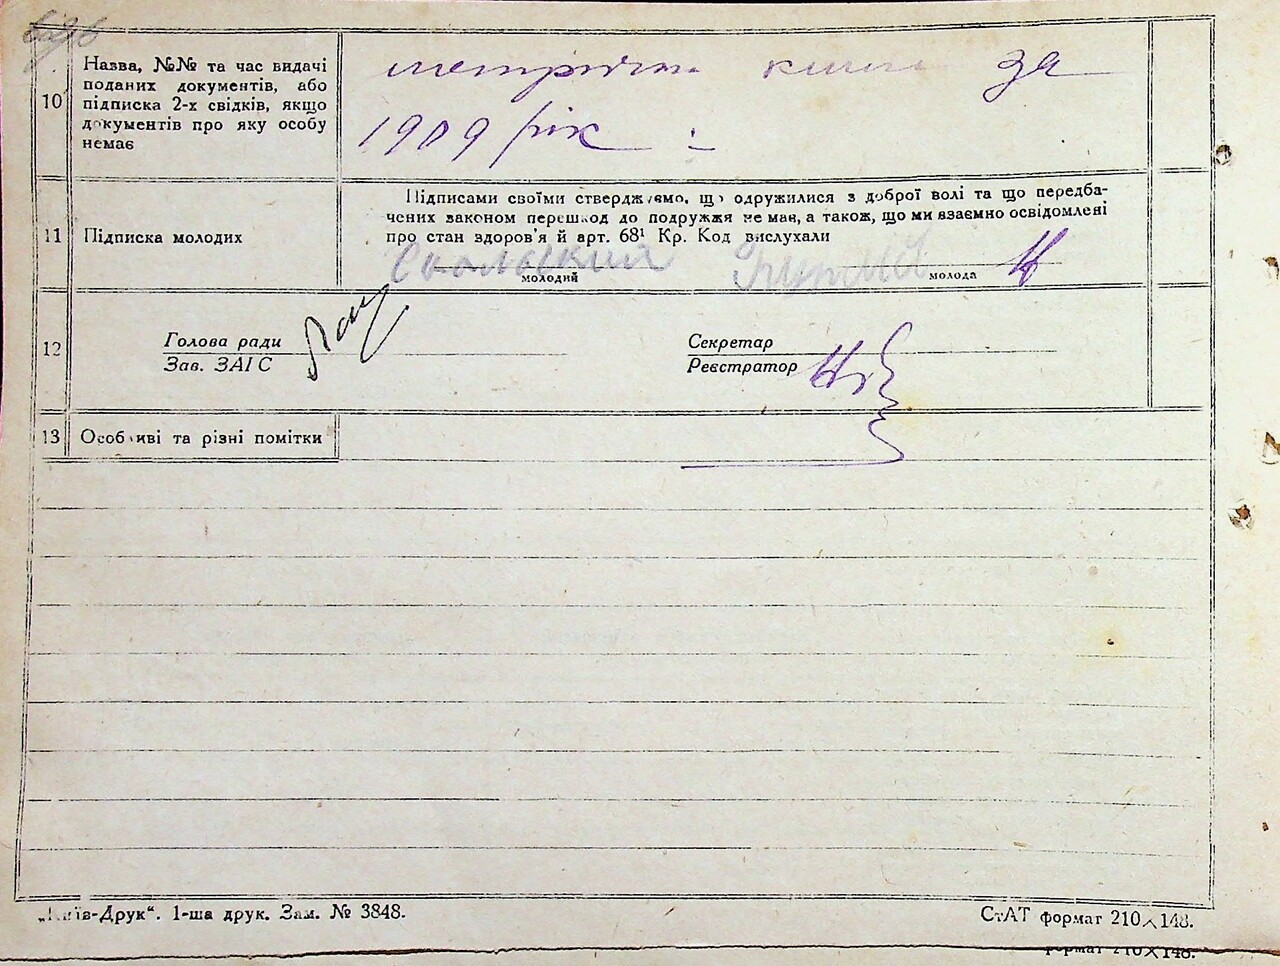 10
Назва, №№ та час видачі
поданих документів, або
підписка 2-х свідків, якщо
документів про яку особу
немає
метрична книга за
1909 рік
11
Підписка молодих
Підписами своїми стверджуємо, що одружилися з доброї волі та що передба-
чених законом перешкод до подружжя не має, а також, що ми взаємно освідомлені
про стан здоров'я й арт. 68¹ Кр. Код вислухали
молодий
молода
12
Голова ради
Зав. ЗАГС
Секретар
Реєстратор
13
Особливі та різні помітки
„Київ-Друк“. 1-ша друк. Зам. № 3848.
СтАТ формат 210×148.
формат 210×148.